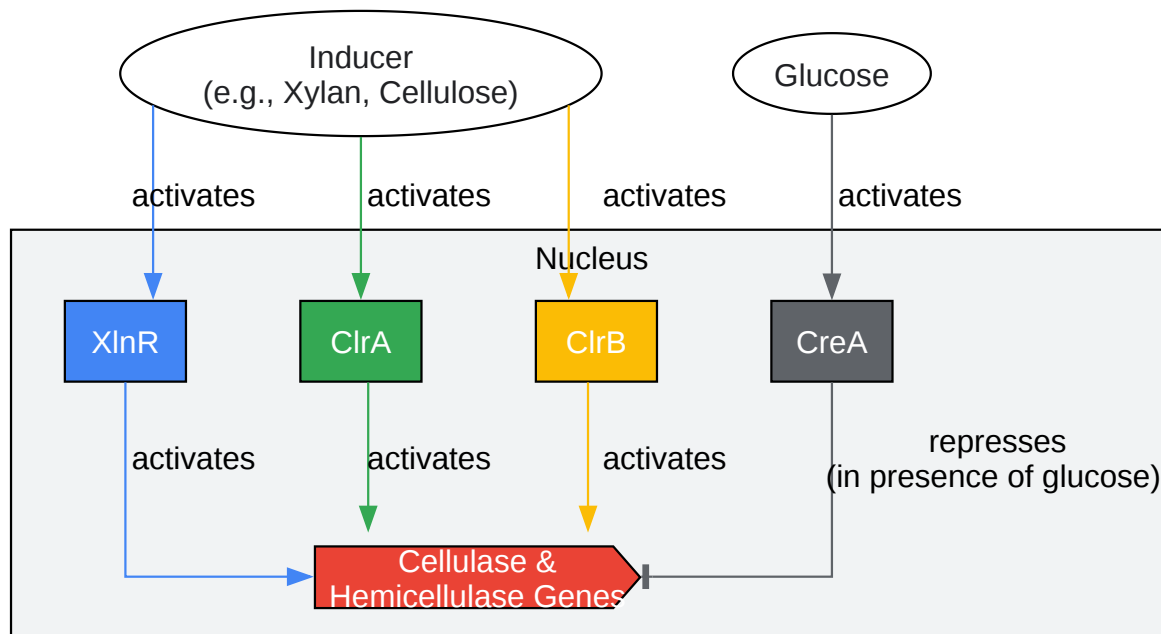 Inducer
(e.g., Xylan, Cellulose)
Glucose
activates
activates
activates
activates
Nucleus
XlnR
ClrA
ClrB
CreA
activates
activates
activates
represses
(in presence of glucose)
Cellulase &
Hemicellulase Genes